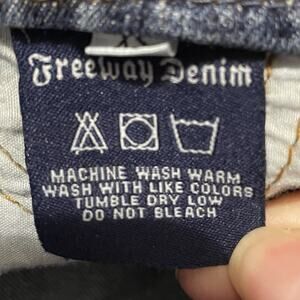 Freeway Denim
MACHINE WASH WARM
WASH WITH LIKE COLORS
TUMBLE DRY LOW
DO NOT BLEACH